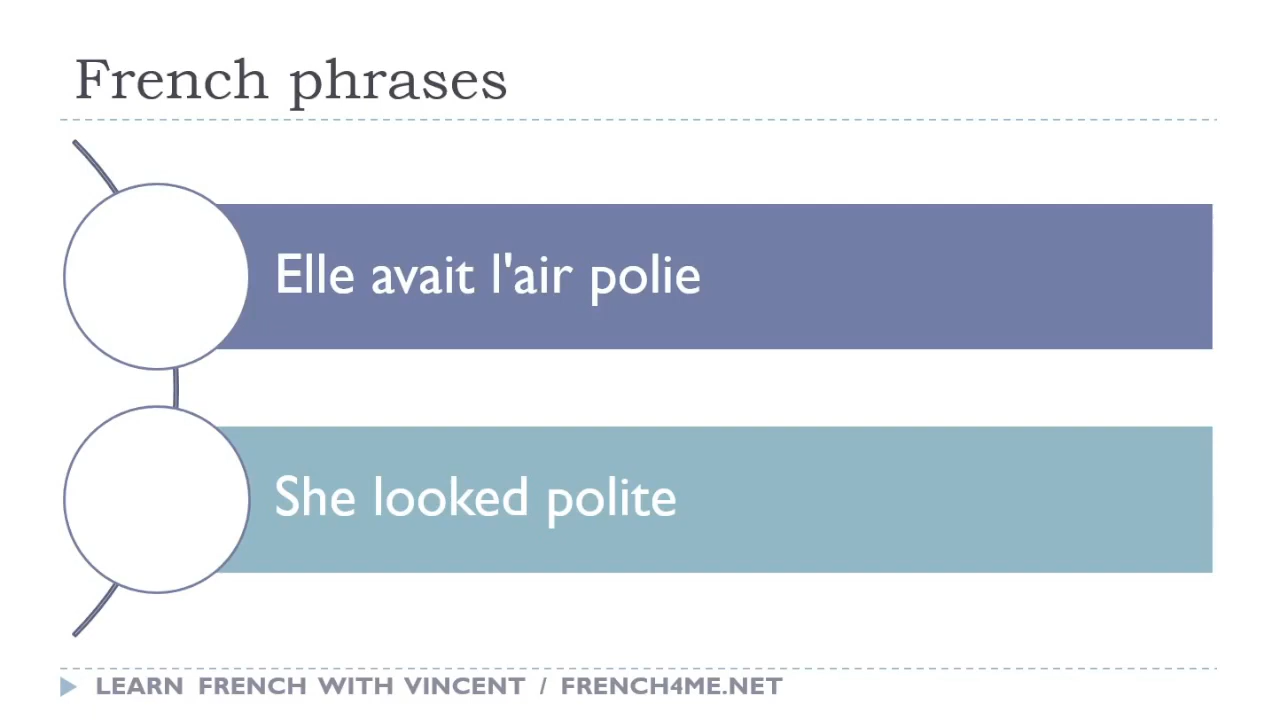 French phrases
Elle avait l'air polie
She looked polite
LEARN FRENCH WITH VINCENT / FRENCH4ME.NET